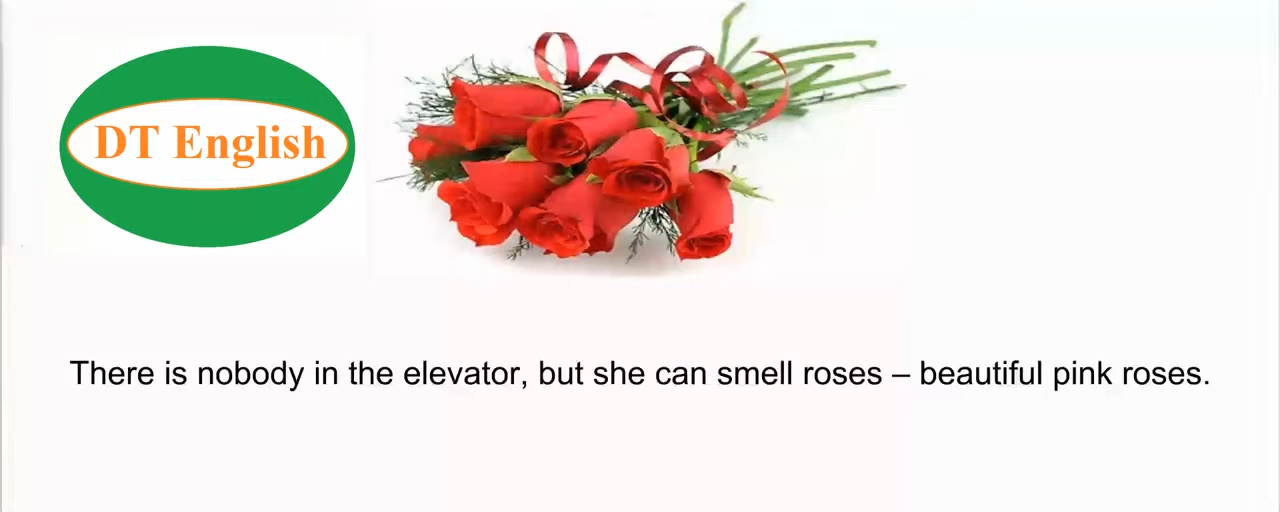 DT English
There is nobody in the elevator, but she can smell roses – beautiful pink roses.